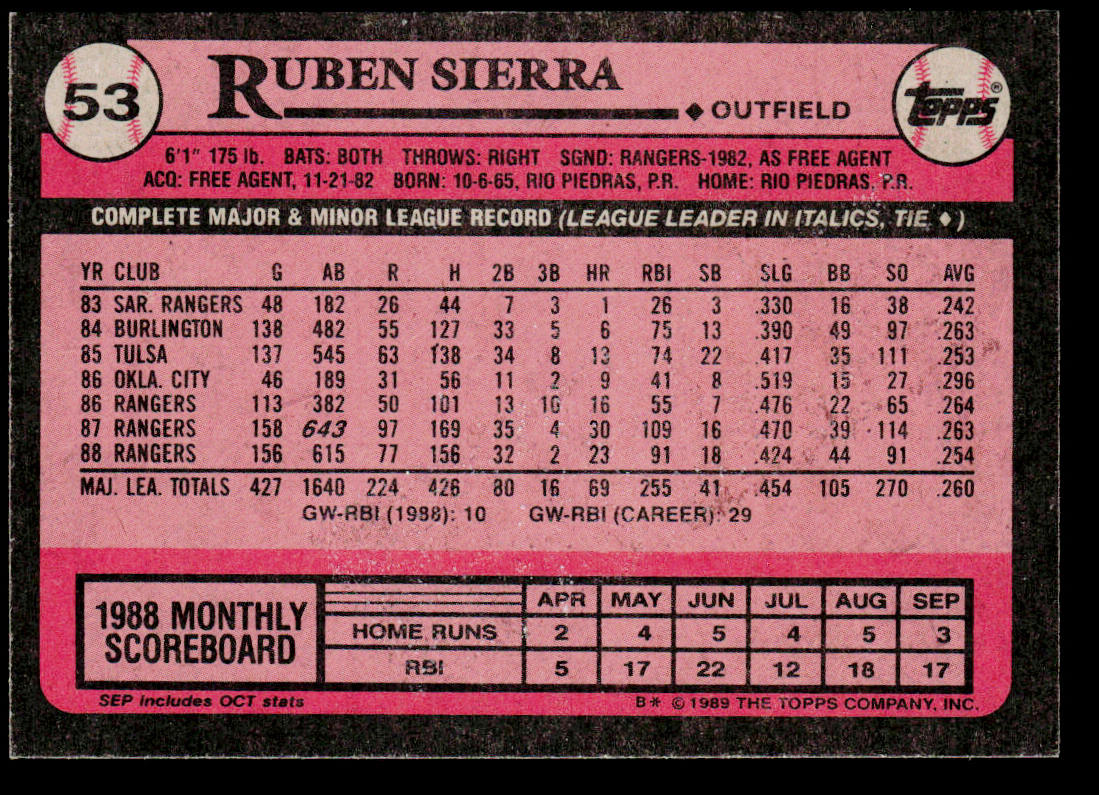 53 RUBEN SIERRA
◆ OUTFIELD
TOPPS®
6'1" 175 lb. BATS: BOTH THROWS: RIGHT SGND: RANGERS-1982, AS FREE AGENT
ACQ: FREE AGENT, 11-21-82 BORN: 10-6-65, RIO PIEDRAS, P.R. HOME: RIO PIEDRAS, P.R.
COMPLETE MAJOR & MINOR LEAGUE RECORD (LEAGUE LEADER IN ITALICS, TIE ♦)
YR CLUB G AB R H 2B 3B HR RBI SB SLG BB SO AVG
83 SAR. RANGERS 48 182 26 44 7 3 1 26 3 .330 16 38 .242
84 BURLINGTON 138 482 55 127 33 5 6 75 13 .390 49 97 .263
85 TULSA 137 545 63 138 34 8 13 74 22 .417 35 111 .253
86 OKLA. CITY 46 189 31 56 11 2 9 41 8 .519 15 27 .296
86 RANGERS 113 382 50 101 13 10 16 55 7 .476 22 65 .264
87 RANGERS 158 643 97 169 35 4 30 109 16 .470 39 114 .263
88 RANGERS 156 615 77 156 32 2 23 91 18 .424 44 91 .254
MAJ. LEA. TOTALS 427 1640 224 426 80 16 69 255 41 .454 105 270 .260
GW-RBI (1988): 10 GW-RBI (CAREER): 29
1988 MONTHLY
SCOREBOARD
APR MAY JUN JUL AUG SEP
HOME RUNS 2 4 5 4 5 3
RBI 5 17 22 12 18 17
SEP includes OCT stats
B* © 1989 THE TOPPS COMPANY, INC.